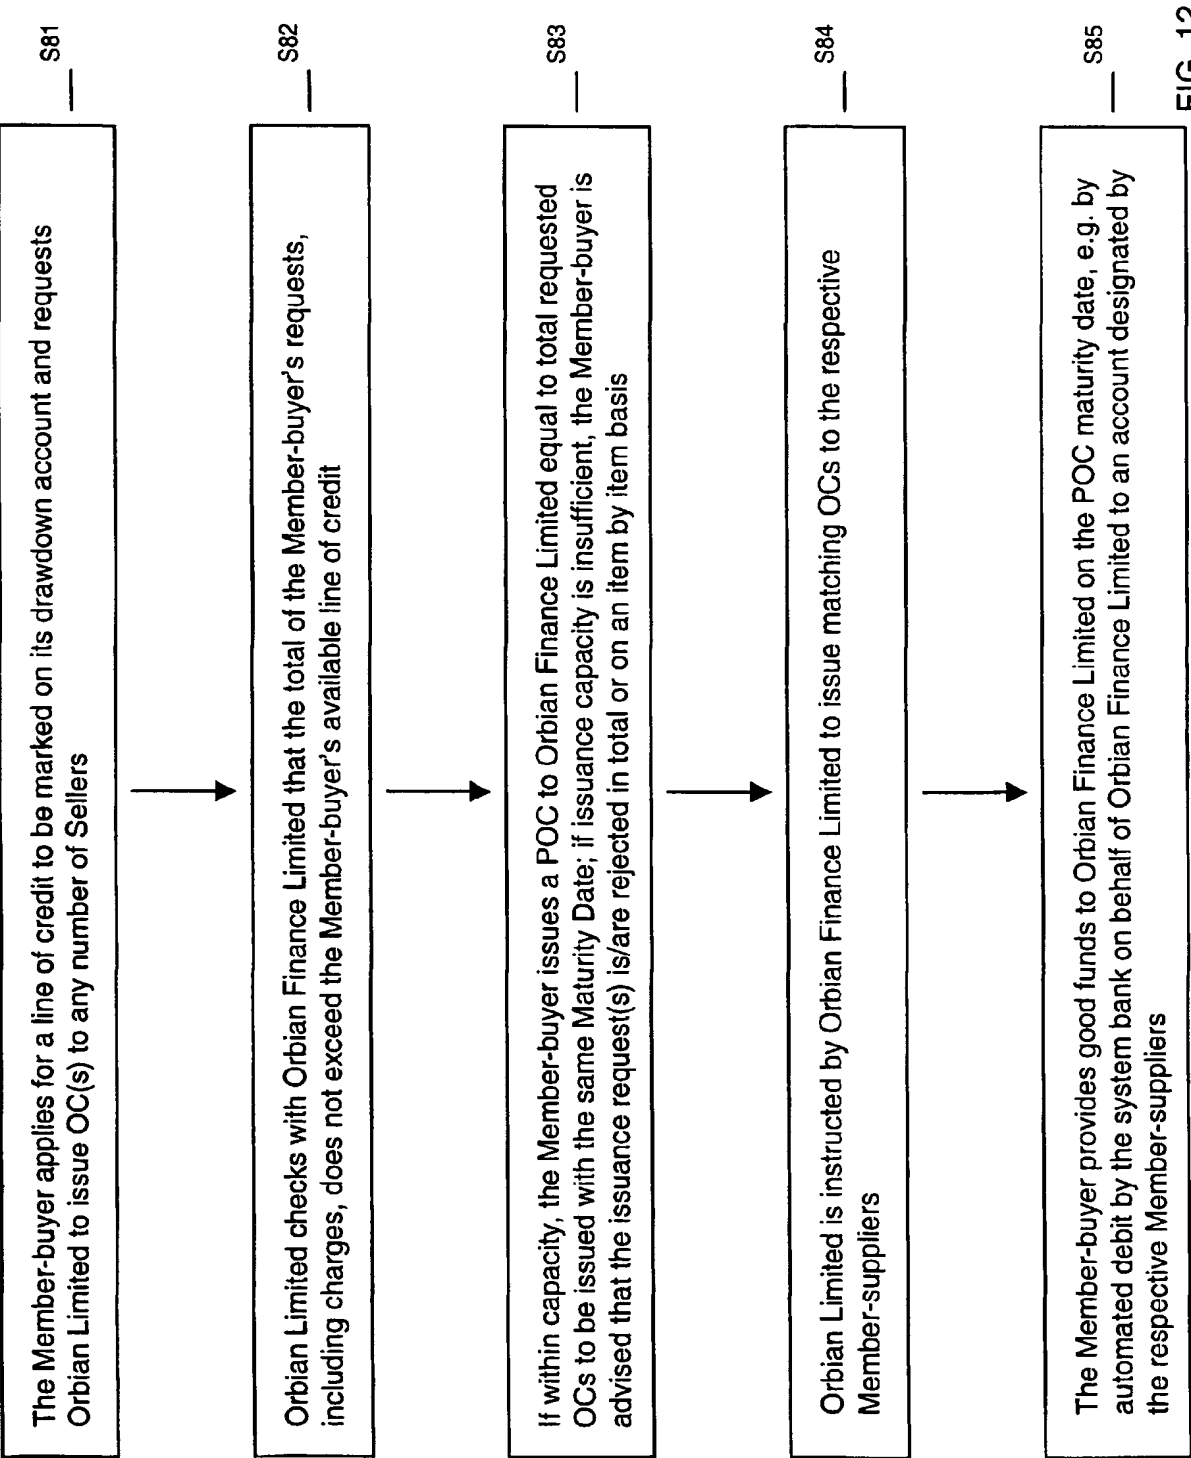 The Member-buyer applies for a line of credit to be marked on its drawdown account and requests
Orbian Limited to issue OC(s) to any number of Sellers
S81
Orbian Limited checks with Orbian Finance Limited that the total of the Member-buyer's requests,
including charges, does not exceed the Member-buyer's available line of credit
S82
If within capacity, the Member-buyer issues a POC to Orbian Finance Limited equal to total requested
OCs to be issued with the same Maturity Date; if issuance capacity is insufficient, the Member-buyer is
advised that the issuance request(s) is/are rejected in total or on an item by item basis
S83
Orbian Limited is instructed by Orbian Finance Limited to issue matching OCs to the respective
Member-suppliers
S84
The Member-buyer provides good funds to Orbian Finance Limited on the POC maturity date, e.g. by
automated debit by the system bank on behalf of Orbian Finance Limited to an account designated by
the respective Member-suppliers
S85
FIG. 12